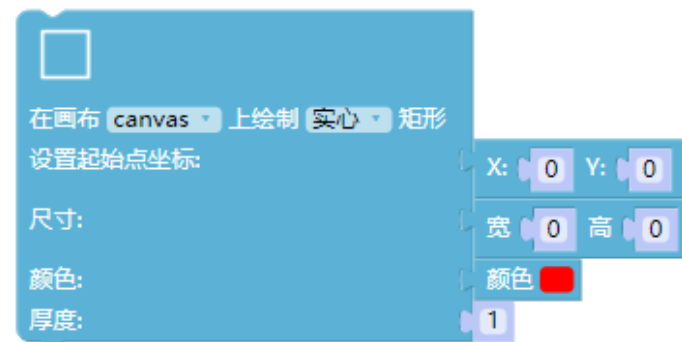 在画布 canvas 上绘制 实心 矩形
设置起始点坐标: X: 0 Y: 0
尺寸: 宽 0 高 0
颜色: 颜色
厚度: 1